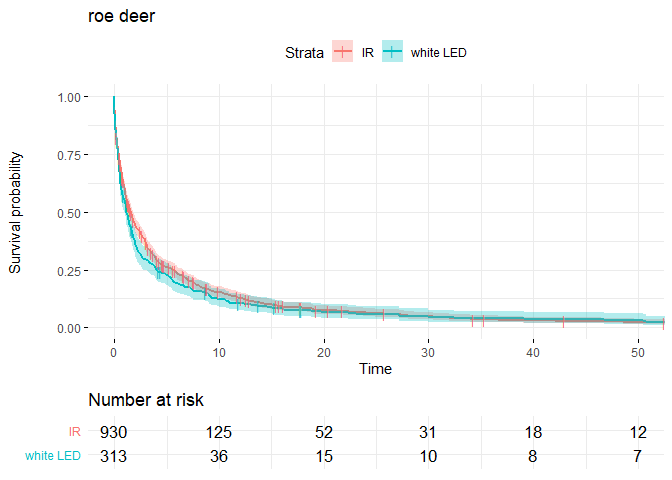 roe deer
Strata IR white LED
Survival probability
1.00
0.75
0.50
0.25
0.00
0 10 20 30 40 50
Time
Number at risk
IR 930 125 52 31 18 12
white LED 313 36 15 10 8 7